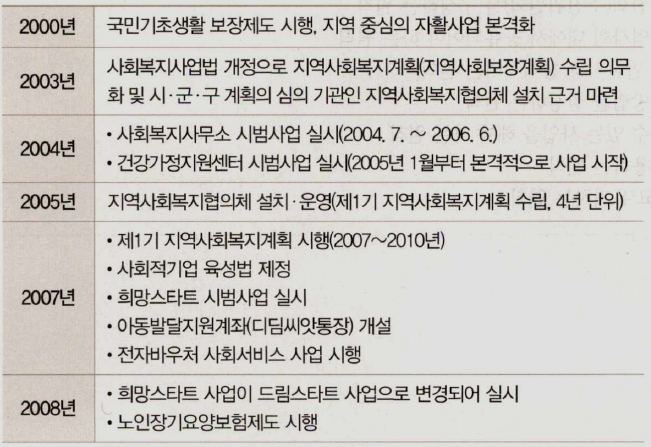 2000년 국민기초생활 보장제도 시행, 지역 중심의 자활사업 본격화
2003년 사회복지사업법 개정으로 지역사회복지계획(지역사회보장계획) 수립 의무
화 및 시·군·구 계획의 심의 기관인 지역사회복지협의체 설치 근거 마련
2004년
• 사회복지사무소 시범사업 실시(2004. 7. ~ 2006. 6.)
• 건강가정지원센터 시범사업 실시(2005년 1월부터 본격적으로 사업 시작)
2005년 지역사회복지협의체 설치·운영(제1기 지역사회복지계획 수립, 4년 단위)
2007년
• 제1기 지역사회복지계획 시행(2007~2010년)
• 사회적기업 육성법 제정
• 희망스타트 시범사업 실시
• 아동발달지원계좌(디딤씨앗통장) 개설
• 전자바우처 사회서비스 사업 시행
2008년
• 희망스타트 사업이 드림스타트 사업으로 변경되어 실시
• 노인장기요양보험제도 시행